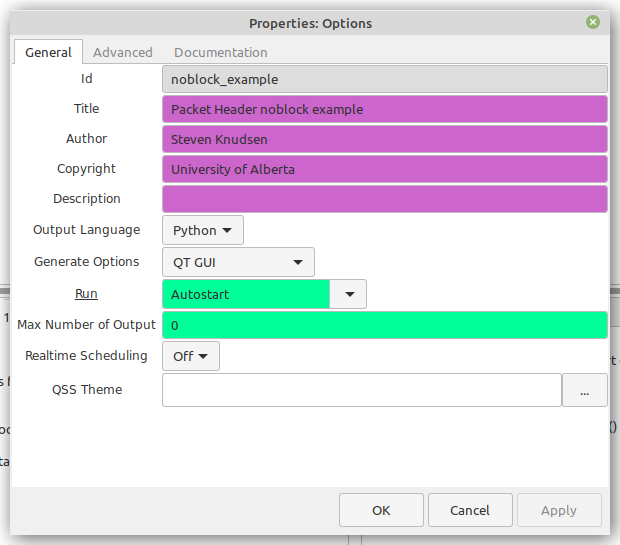 Properties: Options
General Advanced Documentation
Id noblock_example
Title Packet Header noblock example
Author Steven Knudsen
Copyright University of Alberta
Description
Output Language Python
Generate Options QT GUI
Run Autostart
1
Max Number of Output 0
Realtime Scheduling Off
QSS Theme ...
()
OK Cancel Apply